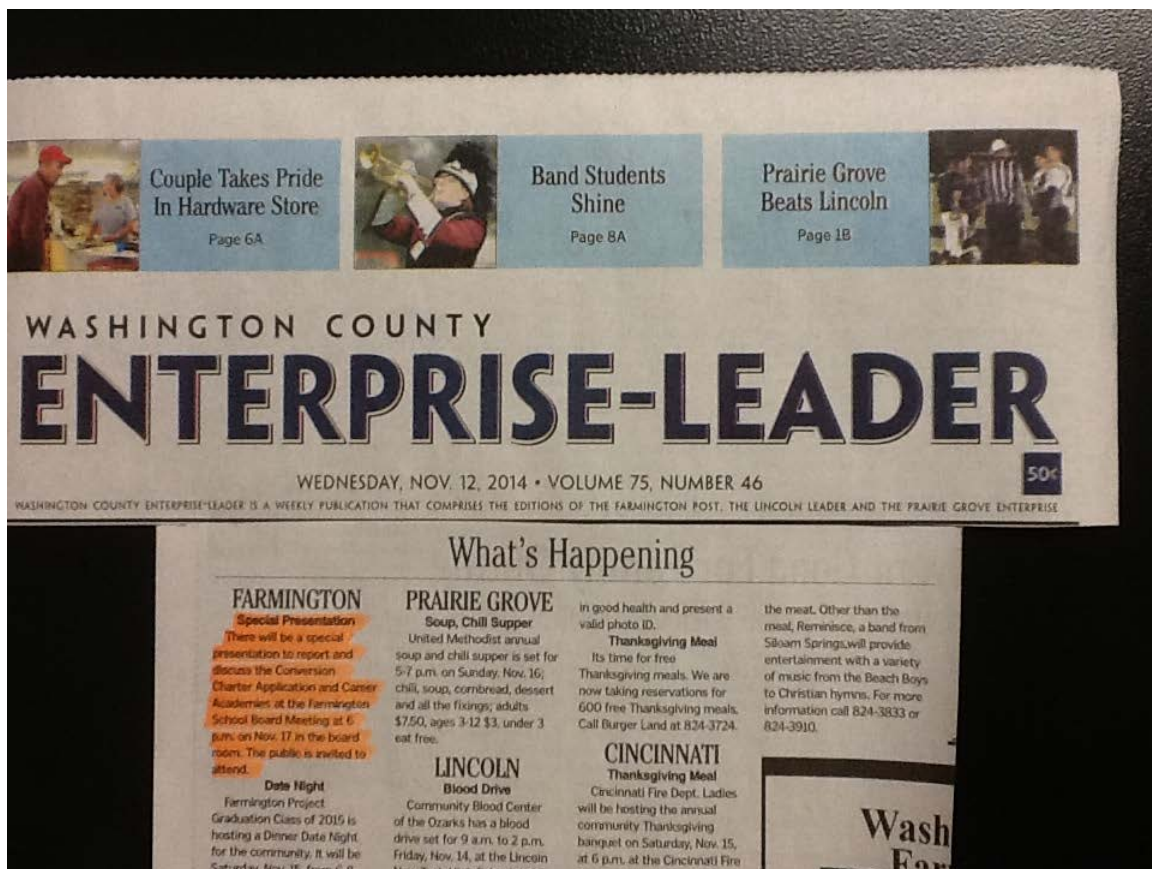 Couple Takes Pride
In Hardware Store
Page 6A
Band Students
Shine
Page 8A
Prairie Grove
Beats Lincoln
Page 1B
WASHINGTON COUNTY
ENTERPRISE-LEADER
50¢
WEDNESDAY, NOV. 12, 2014 • VOLUME 75, NUMBER 46
WASHINGTON COUNTY ENTERPRISE-LEADER IS A WEEKLY PUBLICATION THAT COMPRISES THE EDITIONS OF THE FARMINGTON POST, THE LINCOLN LEADER AND THE PRAIRIE GROVE ENTERPRISE
What's Happening
FARMINGTON
Special Presentation
There will be a special
presentation to report and
discuss the Conversion
Charter Application and Career
Academies at the Farmington
School Board Meeting at 6
p.m. on Nov. 17 in the board
room. The public is invited to
attend.
Date Night
Farmington Project
Graduation Class of 2015 is
hosting a Dinner Date Night
for the community. It will be
PRAIRIE GROVE
Soup, Chili Supper
United Methodist annual
soup and chili supper is set for
5-7 p.m. on Sunday, Nov. 16;
chili, soup, cornbread, dessert
and all the fixings; adults
$7.50, ages 3-12 $3, under 3
eat free.
LINCOLN
Blood Drive
Community Blood Center
of the Ozarks has a blood
drive set for 9 a.m. to 2 p.m.
Friday, Nov. 14, at the Lincoln
in good health and present a
valid photo ID.
Thanksgiving Meal
Its time for free
Thanksgiving meals. We are
now taking reservations for
600 free Thanksgiving meals.
Call Burger Land at 824-3724.
CINCINNATI
Thanksgiving Meal
Cincinnati Fire Dept. Ladies
will be hosting the annual
community Thanksgiving
banquet on Saturday, Nov. 15,
at 6 p.m. at the Cincinnati Fire
the meat. Other than the
meal, Reminisce, a band from
Siloam Springs,will provide
entertainment with a variety
of music from the Beach Boys
to Christian hymns. For more
information call 824-3833 or
824-3910.
Wash